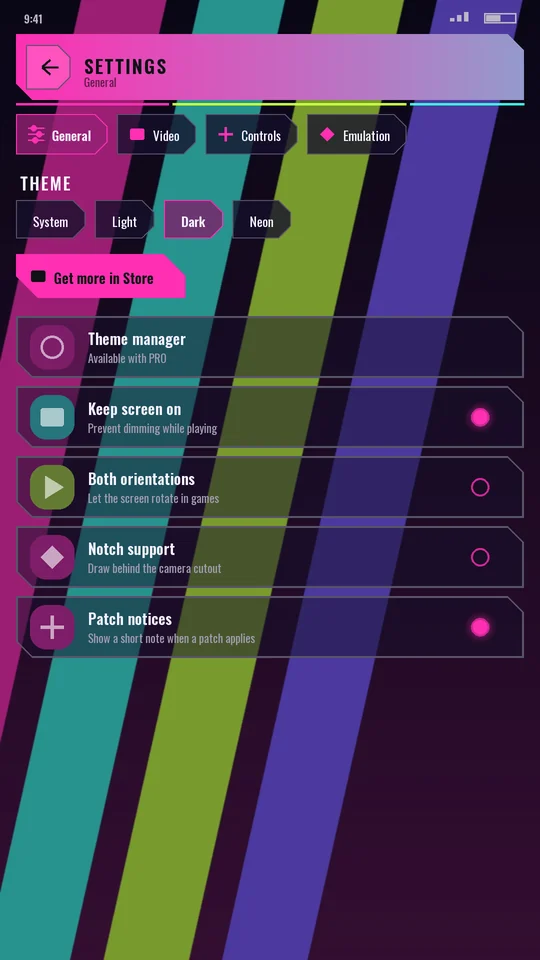 9:41
SETTINGS
General
General
Video
Controls
Emulation
THEME
System
Light
Dark
Neon
Get more in Store
Theme manager
Available with PRO
Keep screen on
Prevent dimming while playing
Both orientations
Let the screen rotate in games
Notch support
Draw behind the camera cutout
Patch notices
Show a short note when a patch applies